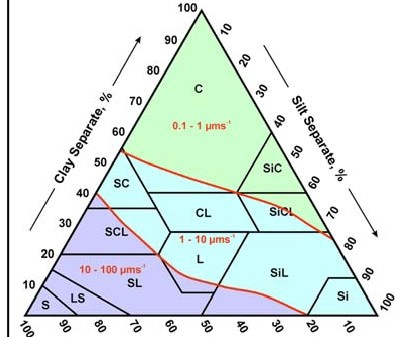 100
90
80
70
60
50
40
30
20
10
Clay Separate, %
10
20
30
40
50
60
70
80
90
100
Silt Separate, %
C
0.1 - 1 µms⁻¹
SiC
SC
CL
SiCL
SCL
1 - 10 µms⁻¹
L
10 - 100 µms⁻¹
SL
SiL
Si
S
LS
100
90
80
70
60
50
40
30
20
10